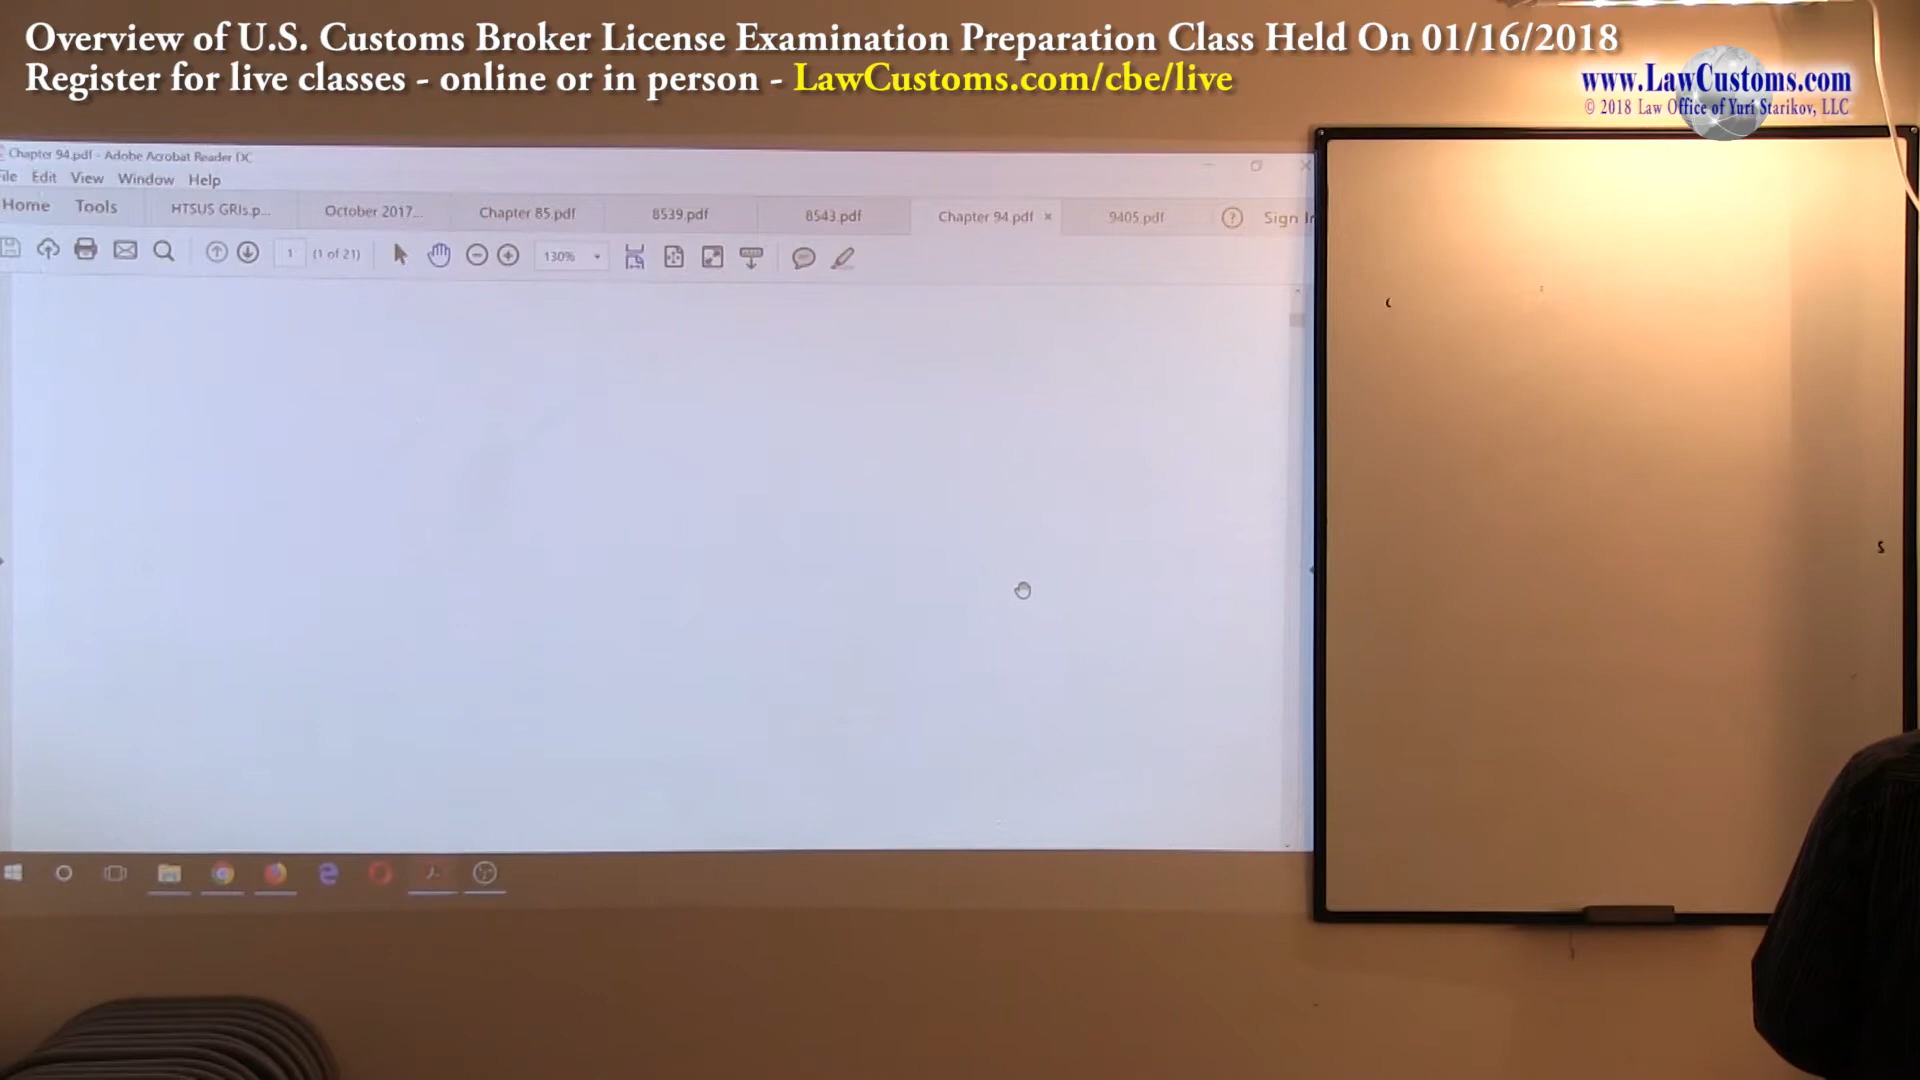 Overview of U.S. Customs Broker License Examination Preparation Class Held On 01/16/2018
Register for live classes - online or in person - LawCustoms.com/cbe/live
www.LawCustoms.com
© 2018 Law Office of Yuri Starikov, LLC
Chapter 94.pdf - Adobe Acrobat Reader DC
File Edit View Window Help
Home Tools HTSUS GRIs.p... October 2017... Chapter 85.pdf 8539.pdf 8543.pdf Chapter 94.pdf × 9405.pdf ? Sign In
1 (1 of 21) 130%